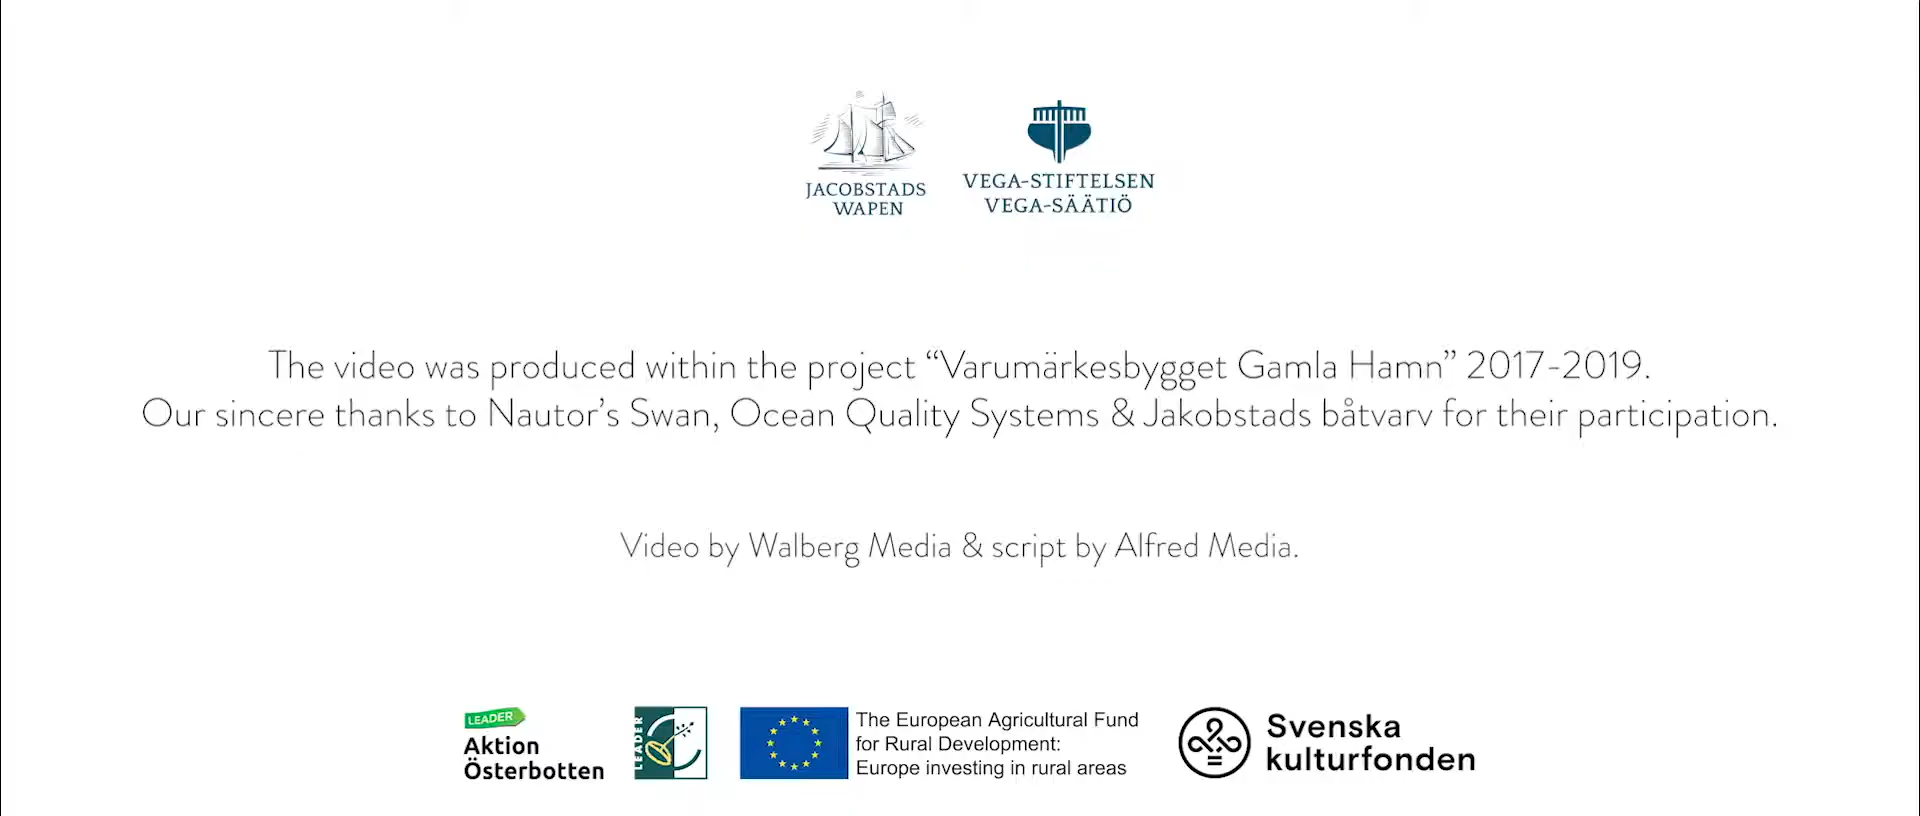 JACOBSTADS
WAPEN
VEGA-STIFTELSEN
VEGA-SÄÄTIÖ
The video was produced within the project “Varumärkesbygget Gamla Hamn” 2017-2019.
Our sincere thanks to Nautor’s Swan, Ocean Quality Systems & Jakobstads båtvarv for their participation.
Video by Walberg Media & script by Alfred Media.
LEADER
Aktion
Österbotten
LEADER
The European Agricultural Fund
for Rural Development:
Europe investing in rural areas
Svenska
kulturfonden